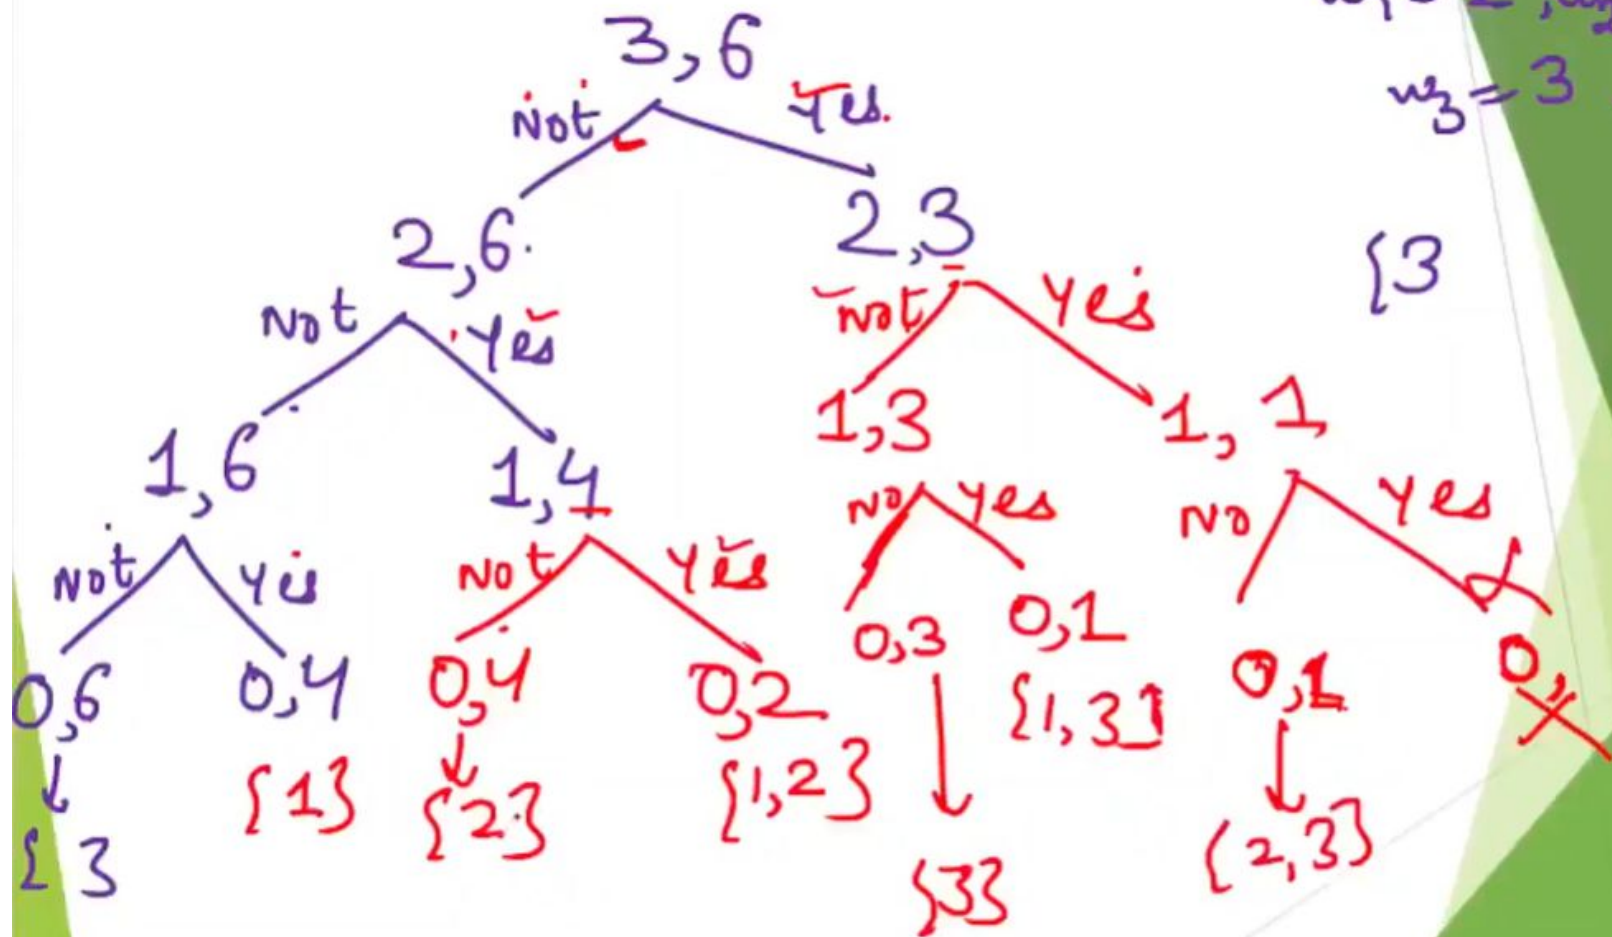 3,6
w3 = 3
Not Yes.
2,6. 2,3
{3
Not Yes Not Yes
1,6 1,4 1,3 1, 1
Not Yes Not Yes No Yes No Yes
0,6 0,4 0,4 0,2 0,3 0,1 0,1 0,
{ 3 {1} {2} {1,2} {3} {1,3} {2,3}